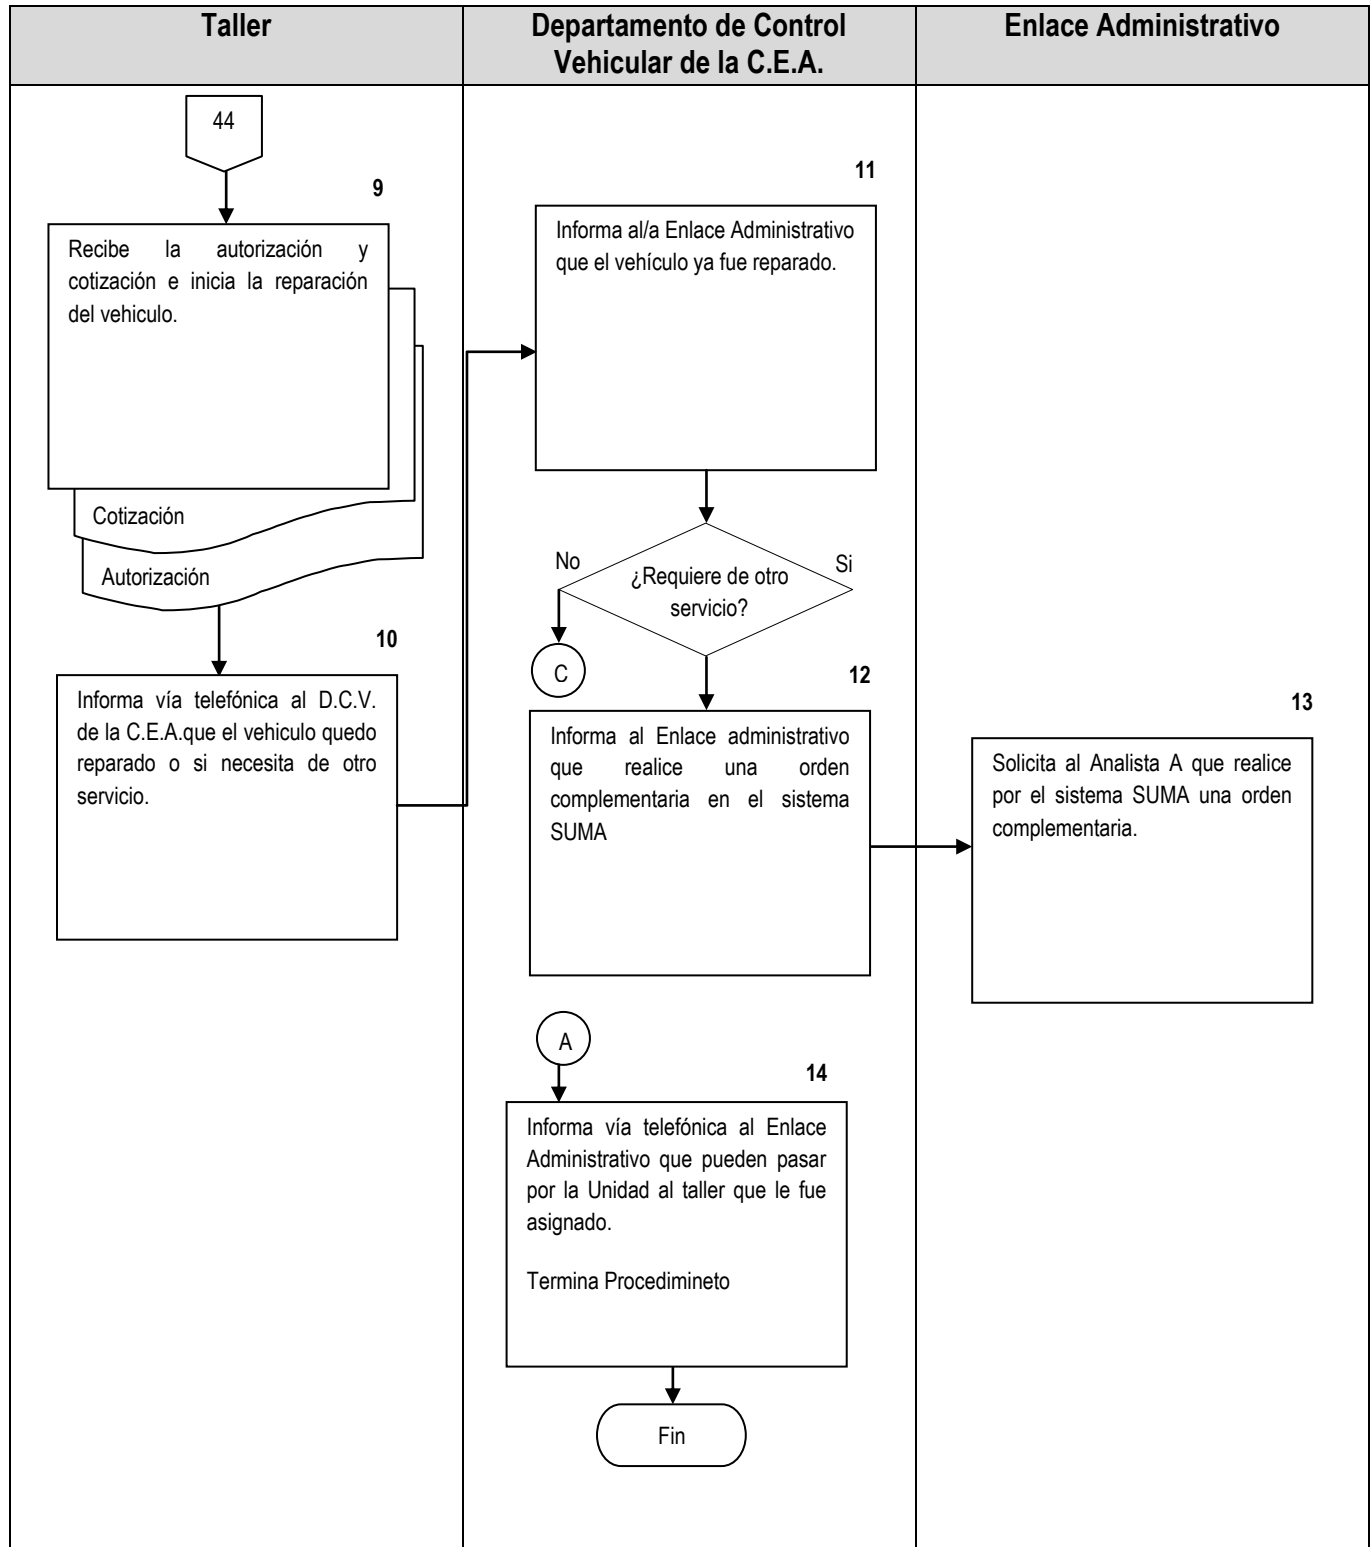 Taller
Departamento de Control
Vehicular de la C.E.A.
Enlace Administrativo
44
9
Recibe la autorización y
cotización e inicia la reparación
del vehiculo.
Cotización
Autorización
10
Informa vía telefónica al D.C.V.
de la C.E.A.que el vehiculo quedo
reparado o si necesita de otro
servicio.
11
Informa al/a Enlace Administrativo
que el vehículo ya fue reparado.
No
¿Requiere de otro
servicio?
Si
C
12
Informa al Enlace administrativo
que realice una orden
complementaria en el sistema
SUMA
13
Solicita al Analista A que realice
por el sistema SUMA una orden
complementaria.
A
14
Informa vía telefónica al Enlace
Administrativo que pueden pasar
por la Unidad al taller que le fue
asignado.
Termina Procedimineto
Fin